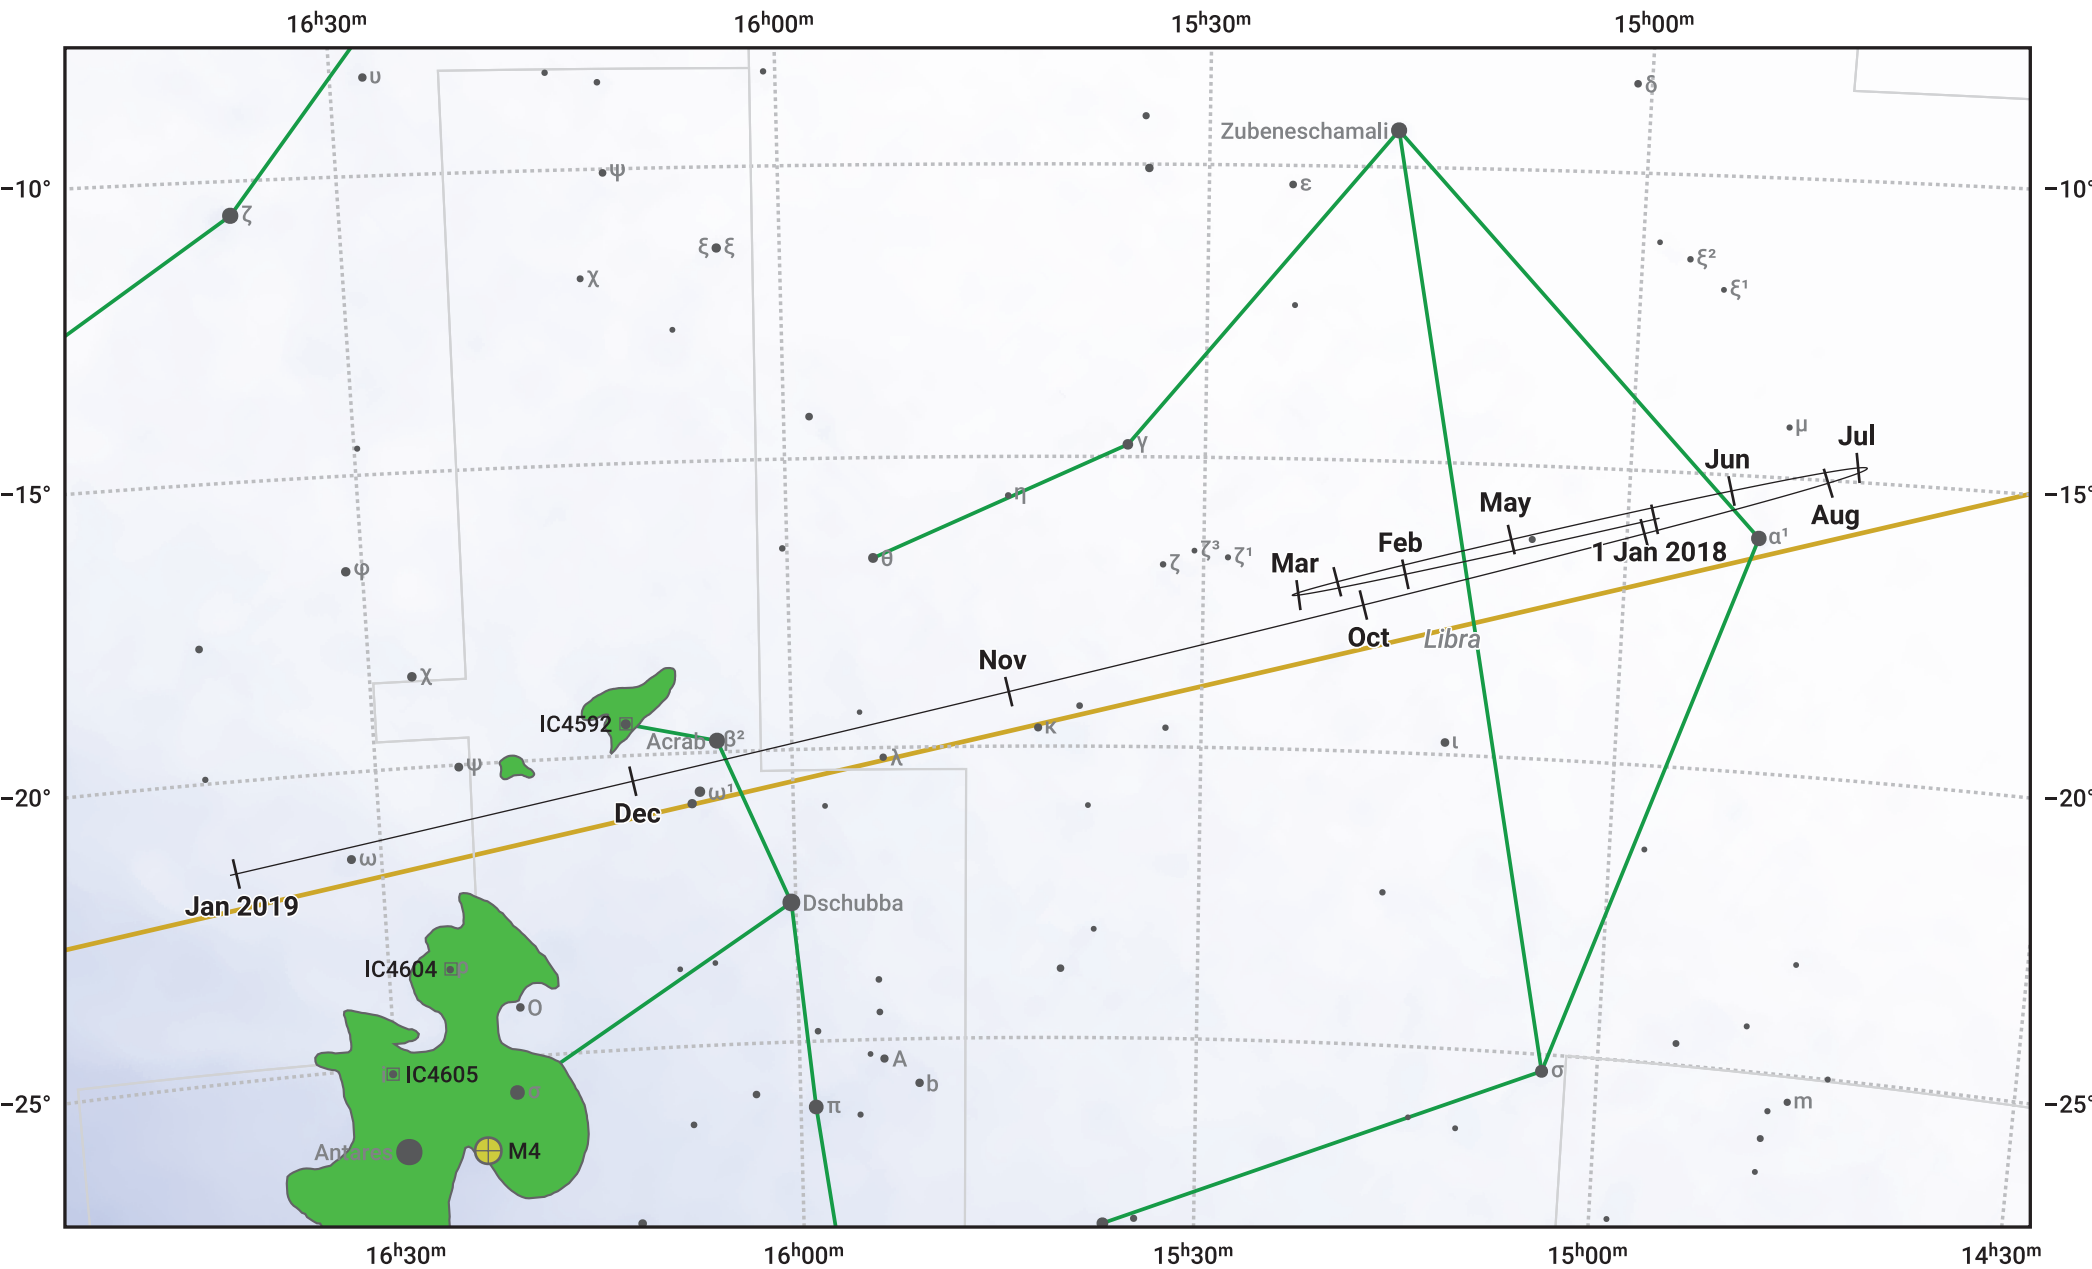 16ʰ30ᵐ 16ʰ00ᵐ 15ʰ30ᵐ 15ʰ00ᵐ
υ
δ
Zubeneschamali
ψ
−10° −10°
ε
ζ
ξ ξ
ξ²
χ
ξ¹
μ
γ
Jul
Jun
η
−15° −15°
May
Aug
α¹
Feb
1 Jan 2018
ζ³
ζ¹
θ
ζ
Mar
φ
Oct
Libra
Nov
χ
IC4592
κ
Acrab β²
ι
λ
ψ
ω¹
−20° −20°
Dec
ω
Dschubba
Jan 2019
IC4604 ρ
Ο
A
IC4605
σ
b
σ
m
−25° −25°
π
Antares
M4
16ʰ30ᵐ 16ʰ00ᵐ 15ʰ30ᵐ 15ʰ00ᵐ 14ʰ30ᵐ